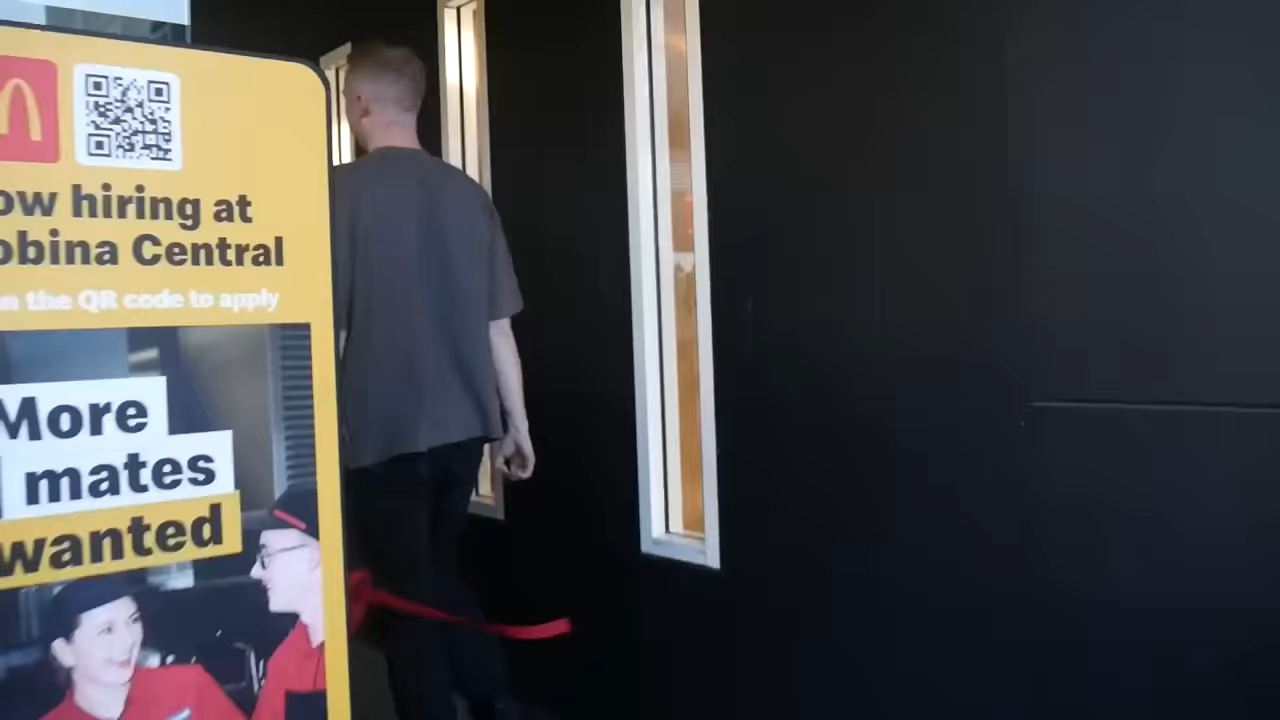 ow hiring at
obina Central
n the QR code to apply
More
mates
wanted